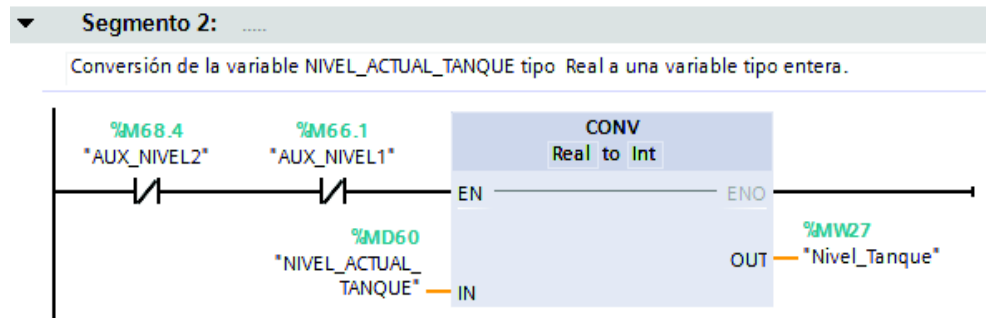 Segmento 2: .....
Conversión de la variable NIVEL_ACTUAL_TANQUE tipo Real a una variable tipo entera.
%M68.4
"AUX_NIVEL2"
%M66.1
"AUX_NIVEL1"
CONV
Real to Int
EN
ENO
%MD60
"NIVEL_ACTUAL_
TANQUE"
IN
OUT
%MW27
"Nivel_Tanque"